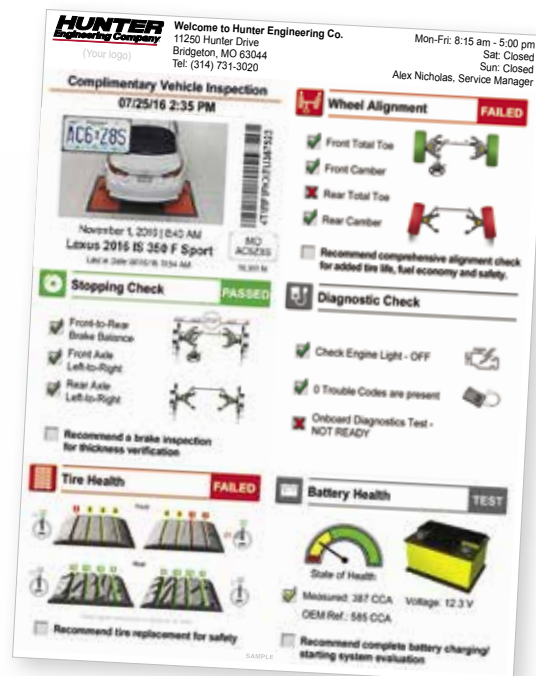 HUNTER
Engineering Company
(Your logo)
Welcome to Hunter Engineering Co.
11250 Hunter Drive
Bridgeton, MO 63044
Tel: (314) 731-3020
Mon-Fri: 8:15 am - 5:00 pm
Sat: Closed
Sun: Closed
Alex Nicholas, Service Manager
Complimentary Vehicle Inspection
07/25/16 2:35 PM
AC6-Z8S
Lexus 2016 IS 350 F Sport
MO
Wheel Alignment FAILED
Front Total Toe
Front Camber
Rear Total Toe
Rear Camber
Recommend comprehensive alignment check
for added tire life, fuel economy and safety.
Stopping Check PASSED
Front-to-Rear
Brake Balance
Front Axle
Left-to-Right
Rear Axle
Left-to-Right
Recommend a brake inspection
for thickness verification
Diagnostic Check
Check Engine Light - OFF
0 Trouble Codes are present
Onboard Diagnostics Test -
NOT READY
Tire Health FAILED
Recommend tire replacement for safety
Battery Health TEST
State of Health
Measured: 387 CCA
OEM Ref.: 585 CCA
Voltage: 12.3 V
Recommend complete battery charging/
starting system evaluation
SAMPLE